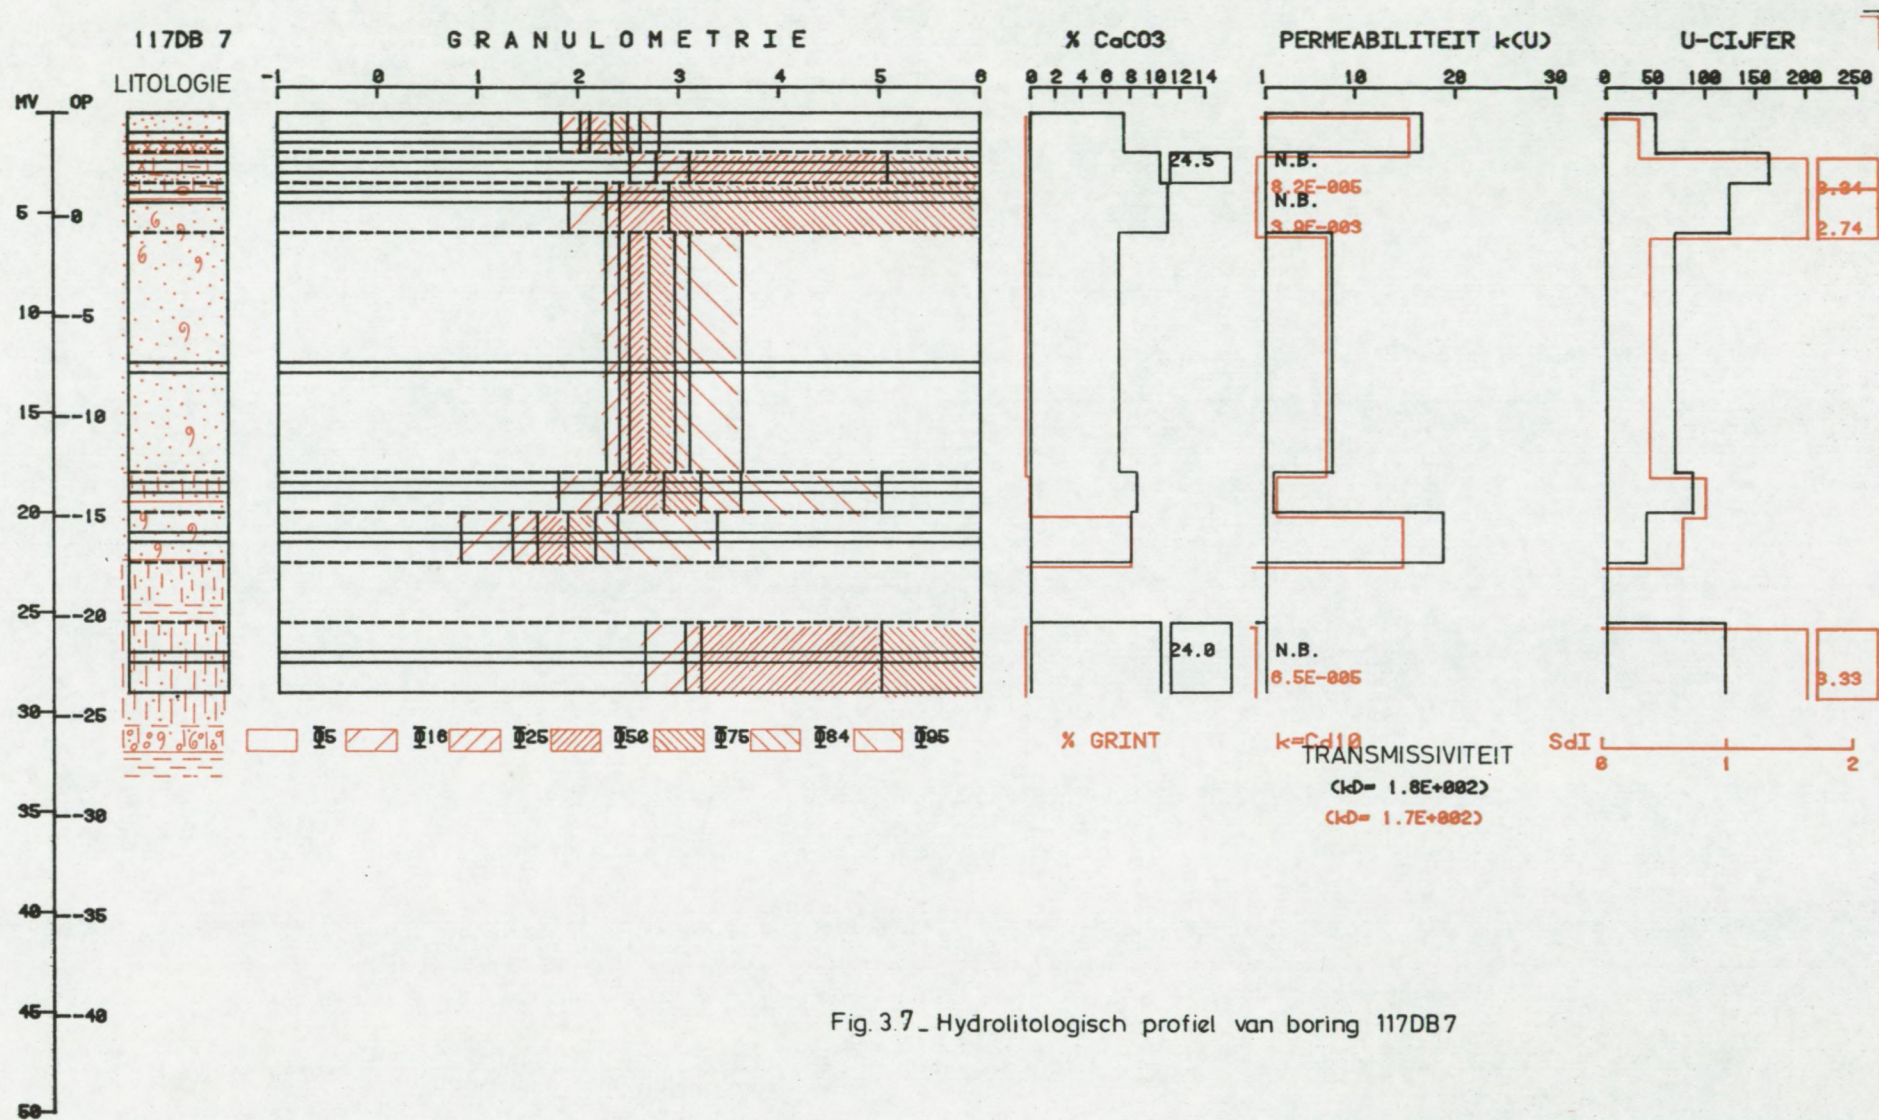 117DB 7 GRANULOMETRIE % CaCO3 PERMEABILITEIT k(U) U-CIJFER
LITOLOGIE -1 0 1 2 3 4 5 6 0 2 4 6 8 10 12 14 1 10 20 30 0 50 100 150 200 250
MV OP
24.5 N.B.
8.2E-005
N.B.
5 0
2.74
10 -5
15 -10
20 -15
25 -20
24.0 N.B.
6.5E-005 3.33
30 -25
Φ5 Φ16 Φ25 Φ50 Φ75 Φ84 Φ95 % GRINT k=Cd10 SdI 0 1 2
TRANSMISSIVITEIT
(kD= 1.8E+002)
(kD= 1.7E+002)
35 -30
40 -35
45 -40
50
Fig. 3.7_ Hydrolitologisch profiel van boring 117DB7